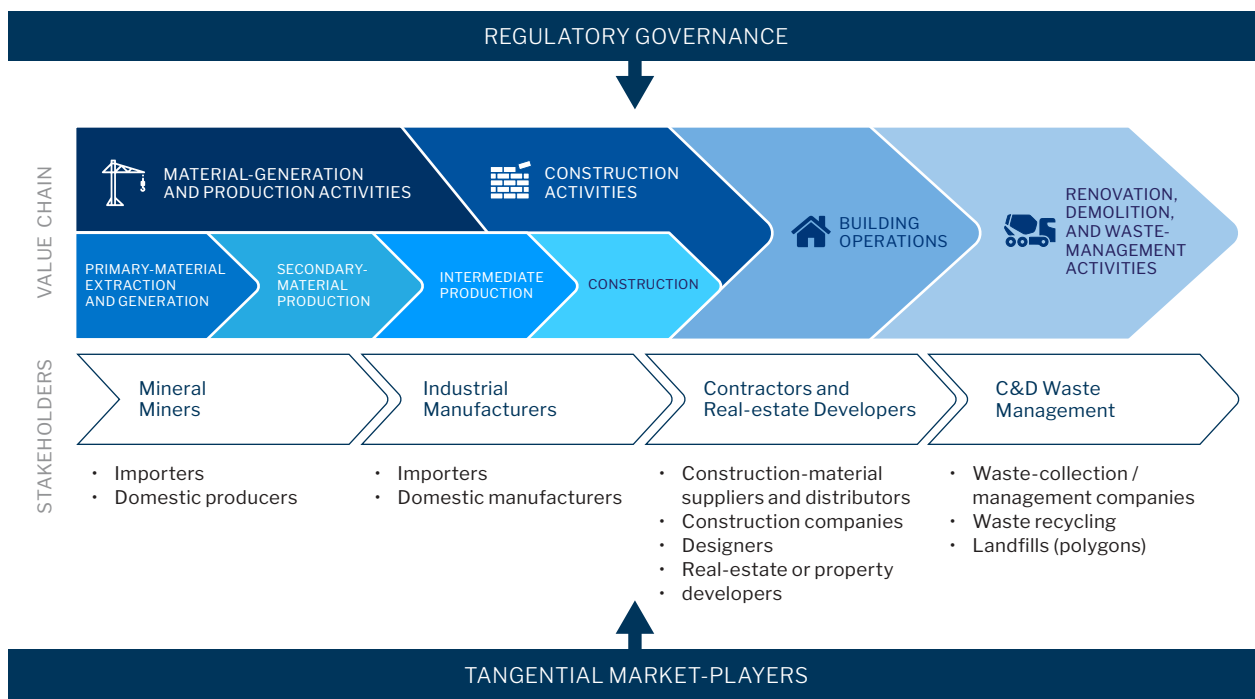 REGULATORY GOVERNANCE
VALUE CHAIN
MATERIAL-GENERATION
AND PRODUCTION ACTIVITIES
CONSTRUCTION
ACTIVITIES
BUILDING
OPERATIONS
RENOVATION,
DEMOLITION,
AND WASTE-
MANAGEMENT
ACTIVITIES
PRIMARY-MATERIAL
EXTRACTION
AND GENERATION
SECONDARY-
MATERIAL
PRODUCTION
INTERMEDIATE
PRODUCTION
CONSTRUCTION
STAKEHOLDERS
Mineral
Miners
• Importers
• Domestic producers
Industrial
Manufacturers
• Importers
• Domestic manufacturers
Contractors and
Real-estate Developers
• Construction-material
suppliers and distributors
• Construction companies
• Designers
• Real-estate or property
• developers
C&D Waste
Management
• Waste-collection /
management companies
• Waste recycling
• Landfills (polygons)
TANGENTIAL MARKET-PLAYERS